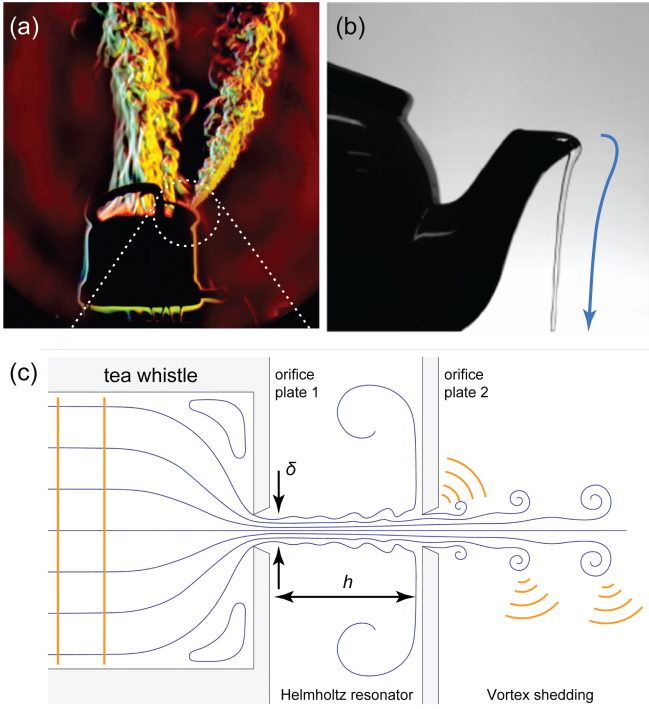 (a)
(b)
(c)
tea whistle
orifice
plate 1
orifice
plate 2
δ
h
Helmholtz resonator
Vortex shedding